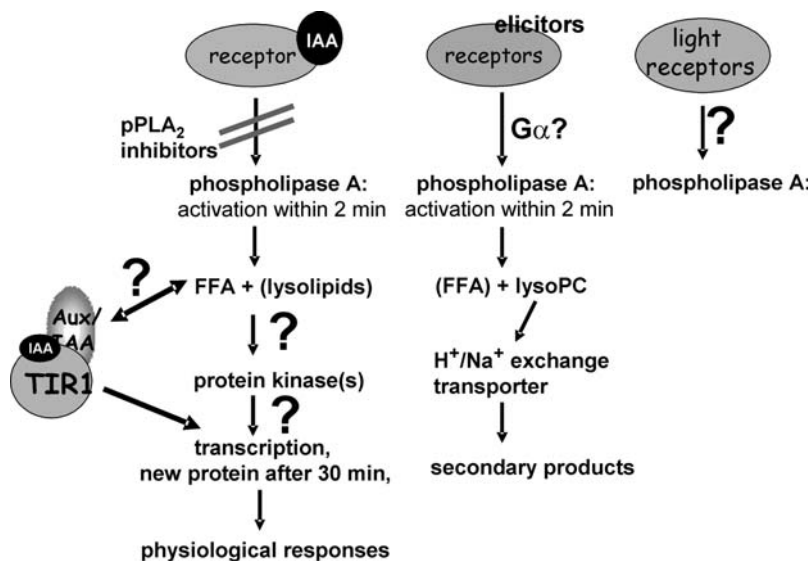 IAA
receptor
pPLA₂
inhibitors
phospholipase A:
activation within 2 min
?
FFA + (lysolipids)
Aux/
IAA
IAA
TIR1
?
protein kinase(s)
?
transcription,
new protein after 30 min,
physiological responses
elicitors
receptors
Gα?
phospholipase A:
activation within 2 min
(FFA) + lysoPC
H⁺/Na⁺ exchange
transporter
secondary products
light
receptors
?
phospholipase A: